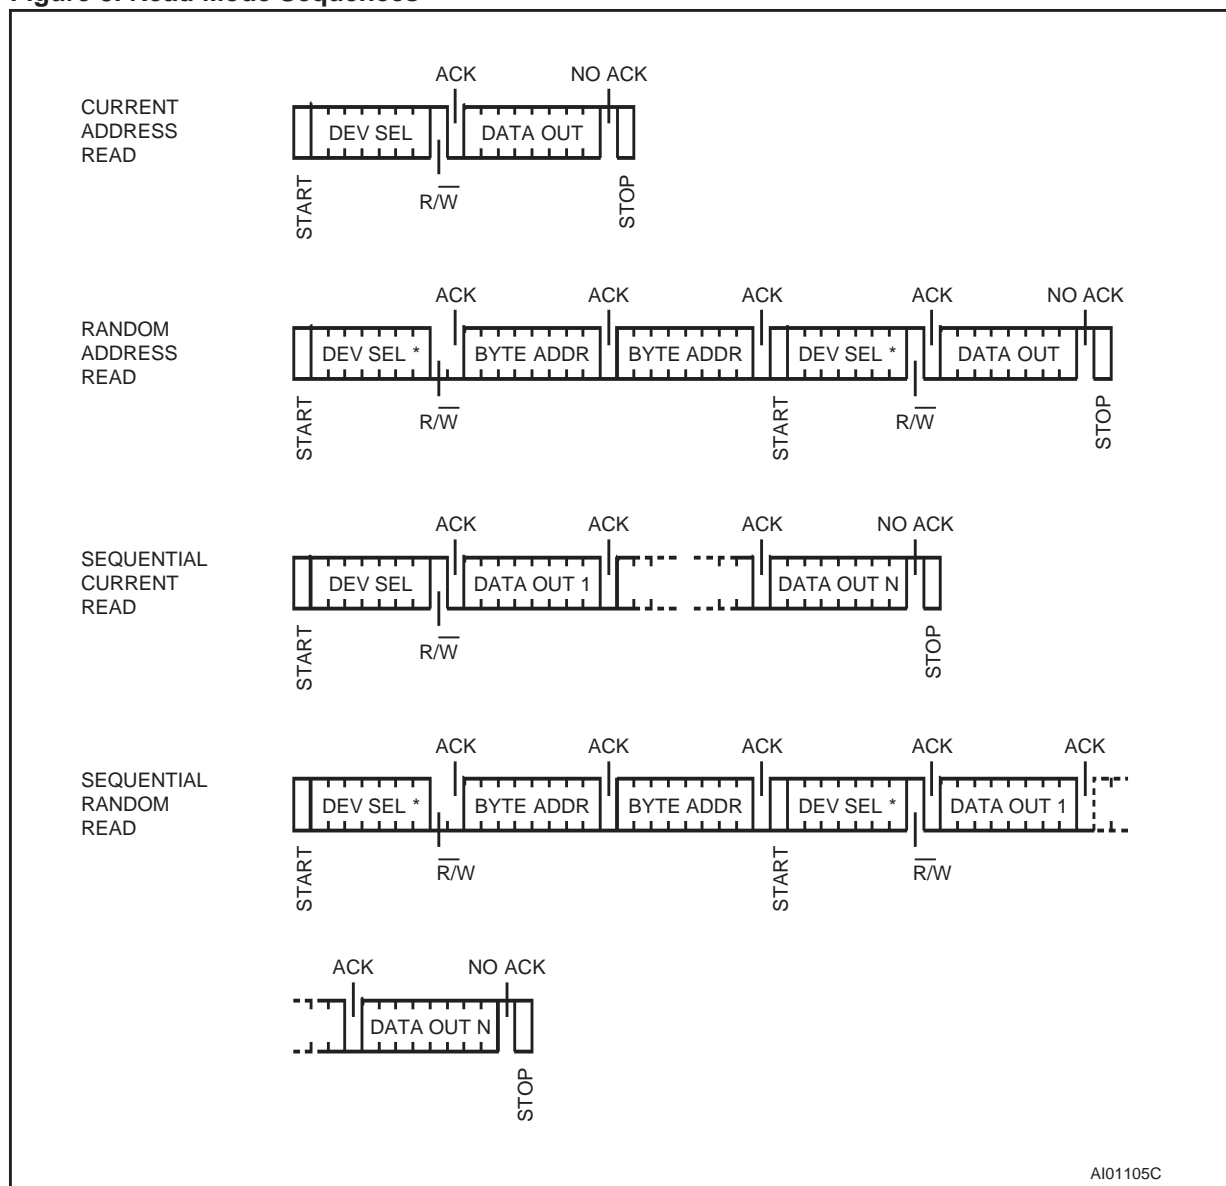 Figure 8. Read Mode Sequences
ACK NO ACK
CURRENT
ADDRESS
READ
DEV SEL DATA OUT
START R/W STOP
ACK ACK ACK ACK NO ACK
RANDOM
ADDRESS
READ
DEV SEL * BYTE ADDR BYTE ADDR DEV SEL * DATA OUT
START R/W START R/W STOP
ACK ACK ACK NO ACK
SEQUENTIAL
CURRENT
READ
DEV SEL DATA OUT 1 DATA OUT N
START R/W STOP
ACK ACK ACK ACK ACK
SEQUENTIAL
RANDOM
READ
DEV SEL * BYTE ADDR BYTE ADDR DEV SEL * DATA OUT 1
START R/W START R/W
ACK NO ACK
DATA OUT N
STOP
AI01105C